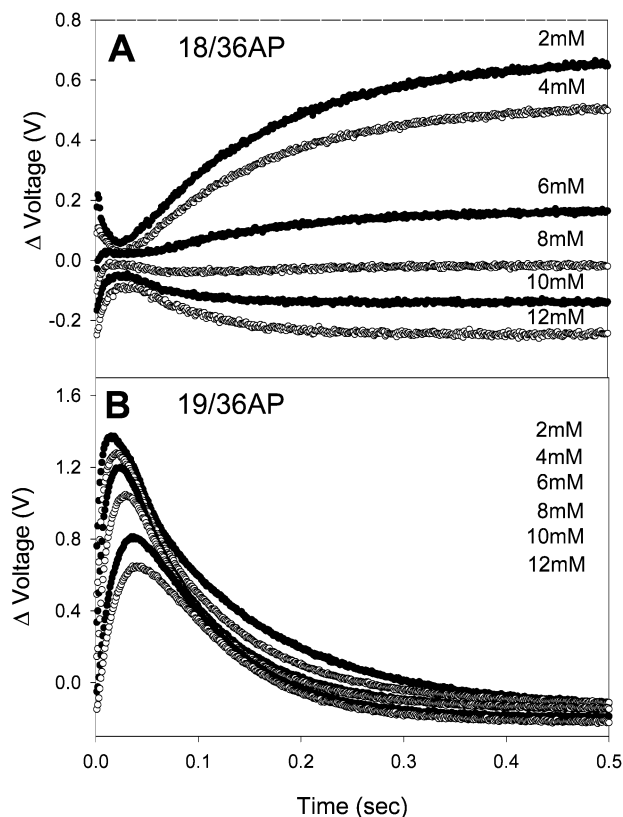 A 18/36AP
2mM
4mM
6mM
8mM
10mM
12mM
Δ Voltage (V)
0.8
0.6
0.4
0.2
0.0
-0.2
B 19/36AP
2mM
4mM
6mM
8mM
10mM
12mM
Δ Voltage (V)
1.6
1.2
0.8
0.4
0.0
0.0 0.1 0.2 0.3 0.4 0.5
Time (sec)